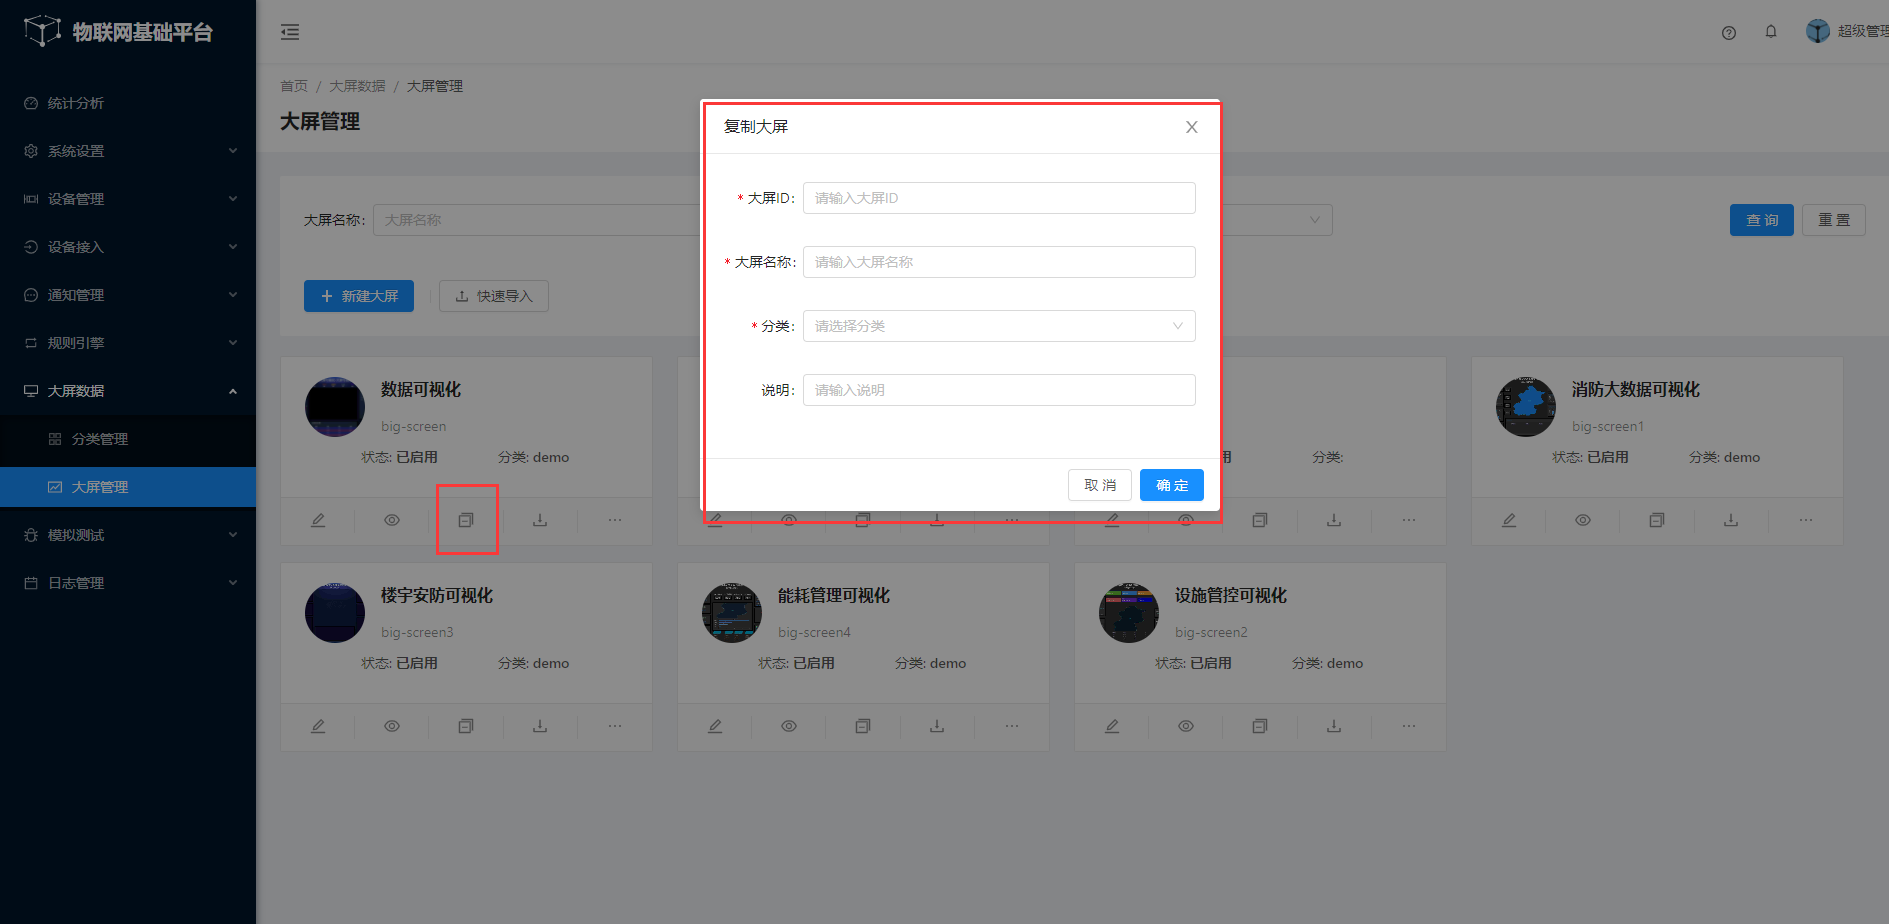 物联网基础平台
超级管理
统计分析
系统设置
设备管理
设备接入
通知管理
规则引擎
大屏数据
分类管理
大屏管理
模拟测试
日志管理
首页 / 大屏数据 / 大屏管理
大屏管理
大屏名称: 大屏名称
查 询 重 置
新建大屏 快速导入
复制大屏
* 大屏ID: 请输入大屏ID
* 大屏名称: 请输入大屏名称
* 分类: 请选择分类
说明: 请输入说明
取 消 确 定
数据可视化
big-screen
状态: 已启用 分类: demo
用 分类:
消防大数据可视化
big-screen1
状态: 已启用 分类: demo
楼宇安防可视化
big-screen3
状态: 已启用 分类: demo
能耗管理可视化
big-screen4
状态: 已启用 分类: demo
设施管控可视化
big-screen2
状态: 已启用 分类: demo